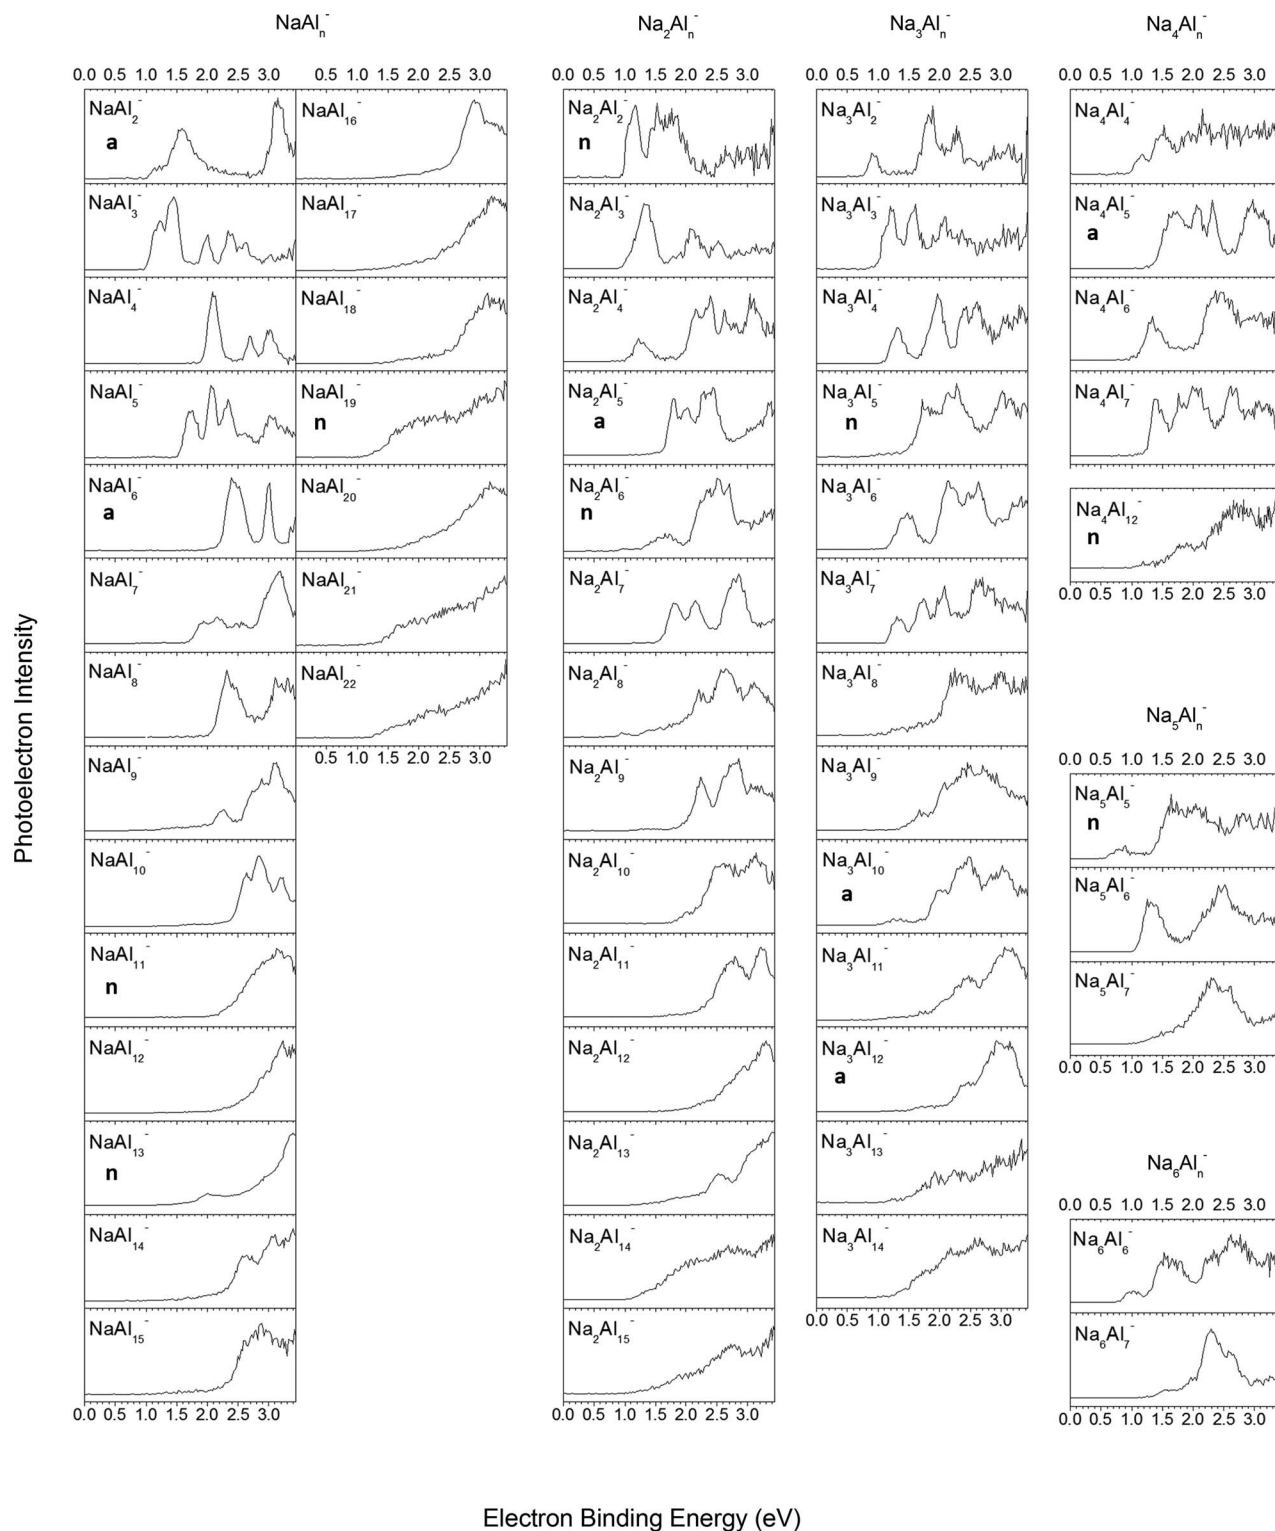 NaAlₙ⁻
0.0 0.5 1.0 1.5 2.0 2.5 3.0 0.5 1.0 1.5 2.0 2.5 3.0
NaAl₂⁻
a
NaAl₃⁻
NaAl₄⁻
NaAl₅⁻
NaAl₆⁻
a
NaAl₇⁻
NaAl₈⁻
NaAl₉⁻
NaAl₁₀⁻
NaAl₁₁⁻
n
NaAl₁₂⁻
NaAl₁₃⁻
n
NaAl₁₄⁻
NaAl₁₅⁻
0.0 0.5 1.0 1.5 2.0 2.5 3.0
NaAl₁₆⁻
NaAl₁₇⁻
NaAl₁₈⁻
NaAl₁₉⁻
n
NaAl₂₀⁻
NaAl₂₁⁻
NaAl₂₂⁻
0.5 1.0 1.5 2.0 2.5 3.0
Na₂Alₙ⁻
0.0 0.5 1.0 1.5 2.0 2.5 3.0
Na₂Al₂⁻
n
Na₂Al₃⁻
Na₂Al₄⁻
Na₂Al₅⁻
a
Na₂Al₆⁻
n
Na₂Al₇⁻
Na₂Al₈⁻
Na₂Al₉⁻
Na₂Al₁₀⁻
Na₂Al₁₁⁻
Na₂Al₁₂⁻
Na₂Al₁₃⁻
Na₂Al₁₄⁻
Na₂Al₁₅⁻
0.0 0.5 1.0 1.5 2.0 2.5 3.0
Na₃Alₙ⁻
0.0 0.5 1.0 1.5 2.0 2.5 3.0
Na₃Al₂⁻
Na₃Al₃⁻
Na₃Al₄⁻
Na₃Al₅⁻
n
Na₃Al₆⁻
Na₃Al₇⁻
Na₃Al₈⁻
Na₃Al₉⁻
Na₃Al₁₀⁻
a
Na₃Al₁₁⁻
Na₃Al₁₂⁻
a
Na₃Al₁₃⁻
Na₃Al₁₄⁻
0.0 0.5 1.0 1.5 2.0 2.5 3.0
Na₄Alₙ⁻
0.0 0.5 1.0 1.5 2.0 2.5 3.0
Na₄Al₄⁻
Na₄Al₅⁻
a
Na₄Al₆⁻
Na₄Al₇⁻
Na₄Al₁₂⁻
n
0.0 0.5 1.0 1.5 2.0 2.5 3.0
Na₅Alₙ⁻
0.0 0.5 1.0 1.5 2.0 2.5 3.0
Na₅Al₅⁻
n
Na₅Al₆⁻
Na₅Al₇⁻
0.0 0.5 1.0 1.5 2.0 2.5 3.0
Na₆Alₙ⁻
0.0 0.5 1.0 1.5 2.0 2.5 3.0
Na₆Al₆⁻
Na₆Al₇⁻
0.0 0.5 1.0 1.5 2.0 2.5 3.0
Photoelectron Intensity
Electron Binding Energy (eV)